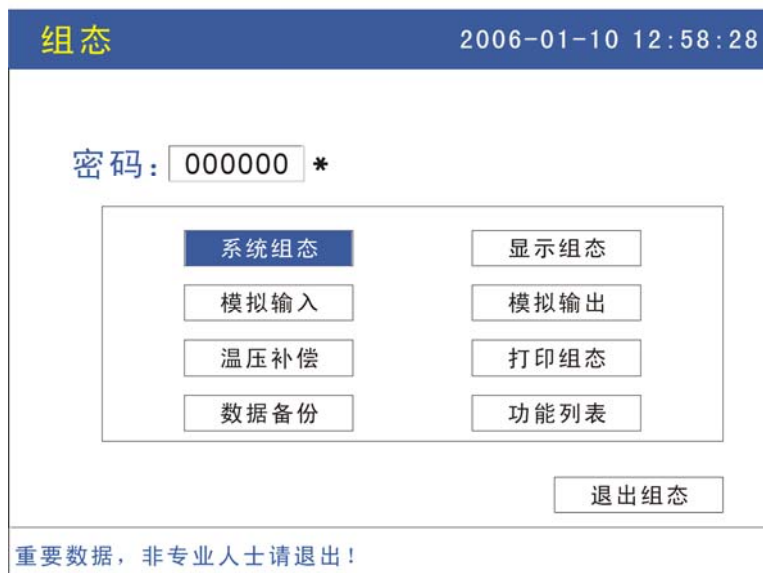 组态 2006-01-10 12:58:28
密码: 000000 *
系统组态 显示组态
模拟输入 模拟输出
温压补偿 打印组态
数据备份 功能列表
退出组态
重要数据，非专业人士请退出！